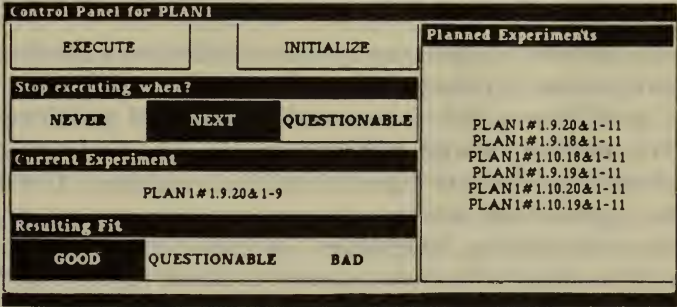 Control Panel for PLAN1
EXECUTE
INITIALIZE
Stop executing when?
NEVER
NEXT
QUESTIONABLE
Current Experiment
PLAN1#1.9.20&1-9
Resulting Fit
GOOD
QUESTIONABLE
BAD
Planned Experiments
PLAN1#1.9.20&1-11
PLAN1#1.9.18&1-11
PLAN1#1.10.18&1-11
PLAN1#1.9.19&1-11
PLAN1#1.10.20&1-11
PLAN1#1.10.19&1-11